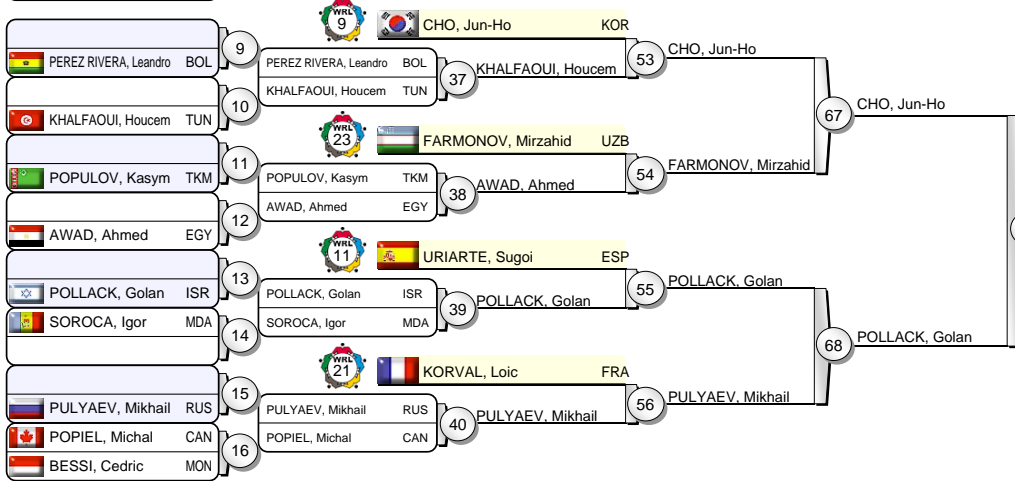 WRL
9
CHO, Jun-Ho KOR
9
PEREZ RIVERA, Leandro BOL
PEREZ RIVERA, Leandro BOL
37
KHALFAOUI, Houcem
53
CHO, Jun-Ho
KHALFAOUI, Houcem TUN
10
KHALFAOUI, Houcem TUN
67
CHO, Jun-Ho
WRL
23
FARMONOV, Mirzahid UZB
11
POPULOV, Kasym TKM
POPULOV, Kasym TKM
38
AWAD, Ahmed
54
FARMONOV, Mirzahid
AWAD, Ahmed EGY
12
AWAD, Ahmed EGY
WRL
11
URIARTE, Sugoi ESP
13
POLLACK, Golan ISR
POLLACK, Golan ISR
39
POLLACK, Golan
55
POLLACK, Golan
SOROCA, Igor MDA
SOROCA, Igor MDA
14
68
POLLACK, Golan
WRL
21
KORVAL, Loic FRA
15
PULYAEV, Mikhail RUS
PULYAEV, Mikhail RUS
40
PULYAEV, Mikhail
56
PULYAEV, Mikhail
POPIEL, Michal CAN
POPIEL, Michal CAN
16
BESSI, Cedric MON